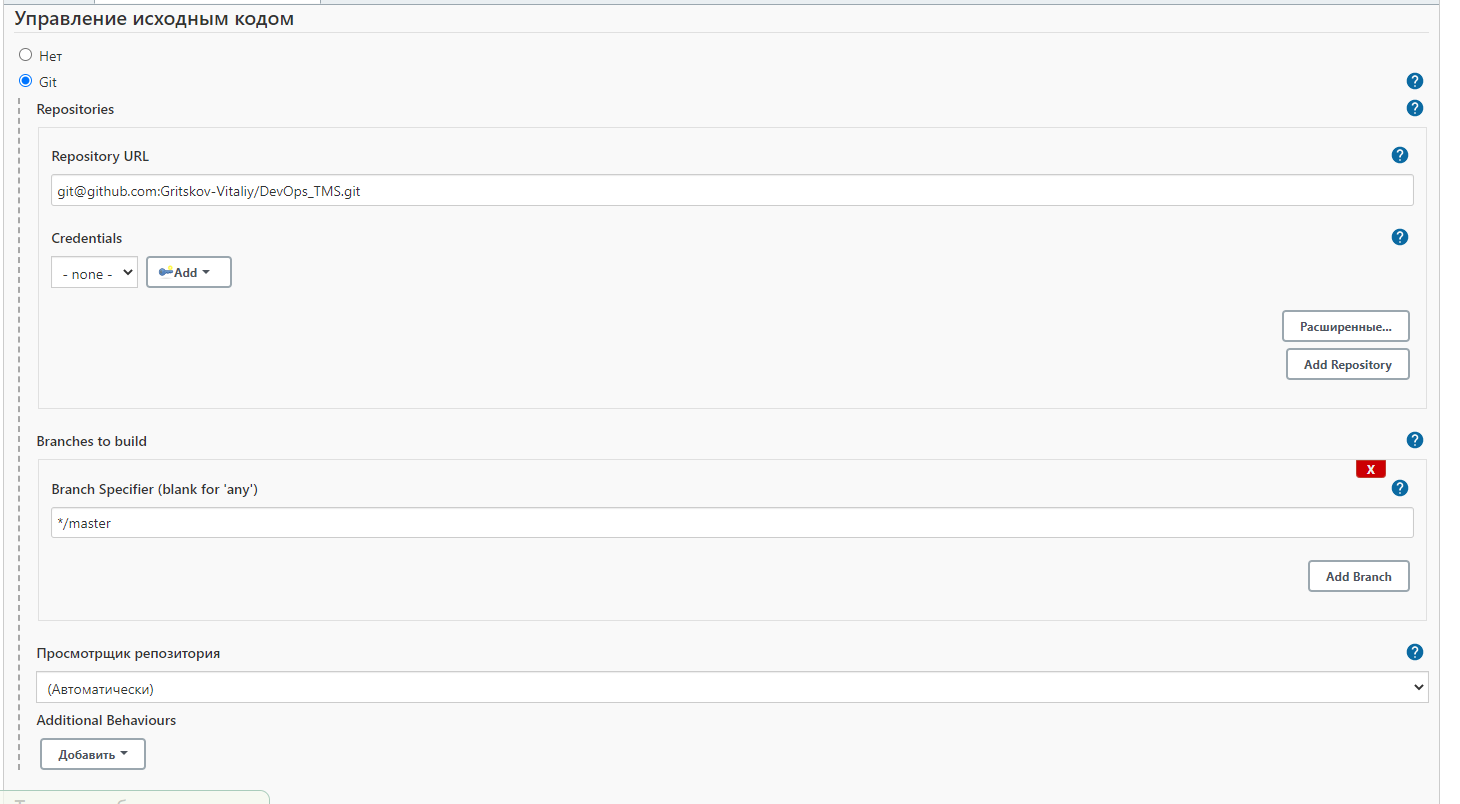 Управление исходным кодом
Нет
Git
?
Repositories
?
Repository URL
?
git@github.com:Gritskov-Vitaliy/DevOps_TMS.git
Credentials
?
- none -
Add
Расширенные...
Add Repository
Branches to build
?
X
Branch Specifier (blank for 'any')
?
*/master
Add Branch
Просмотрщик репозитория
?
(Автоматически)
Additional Behaviours
Добавить